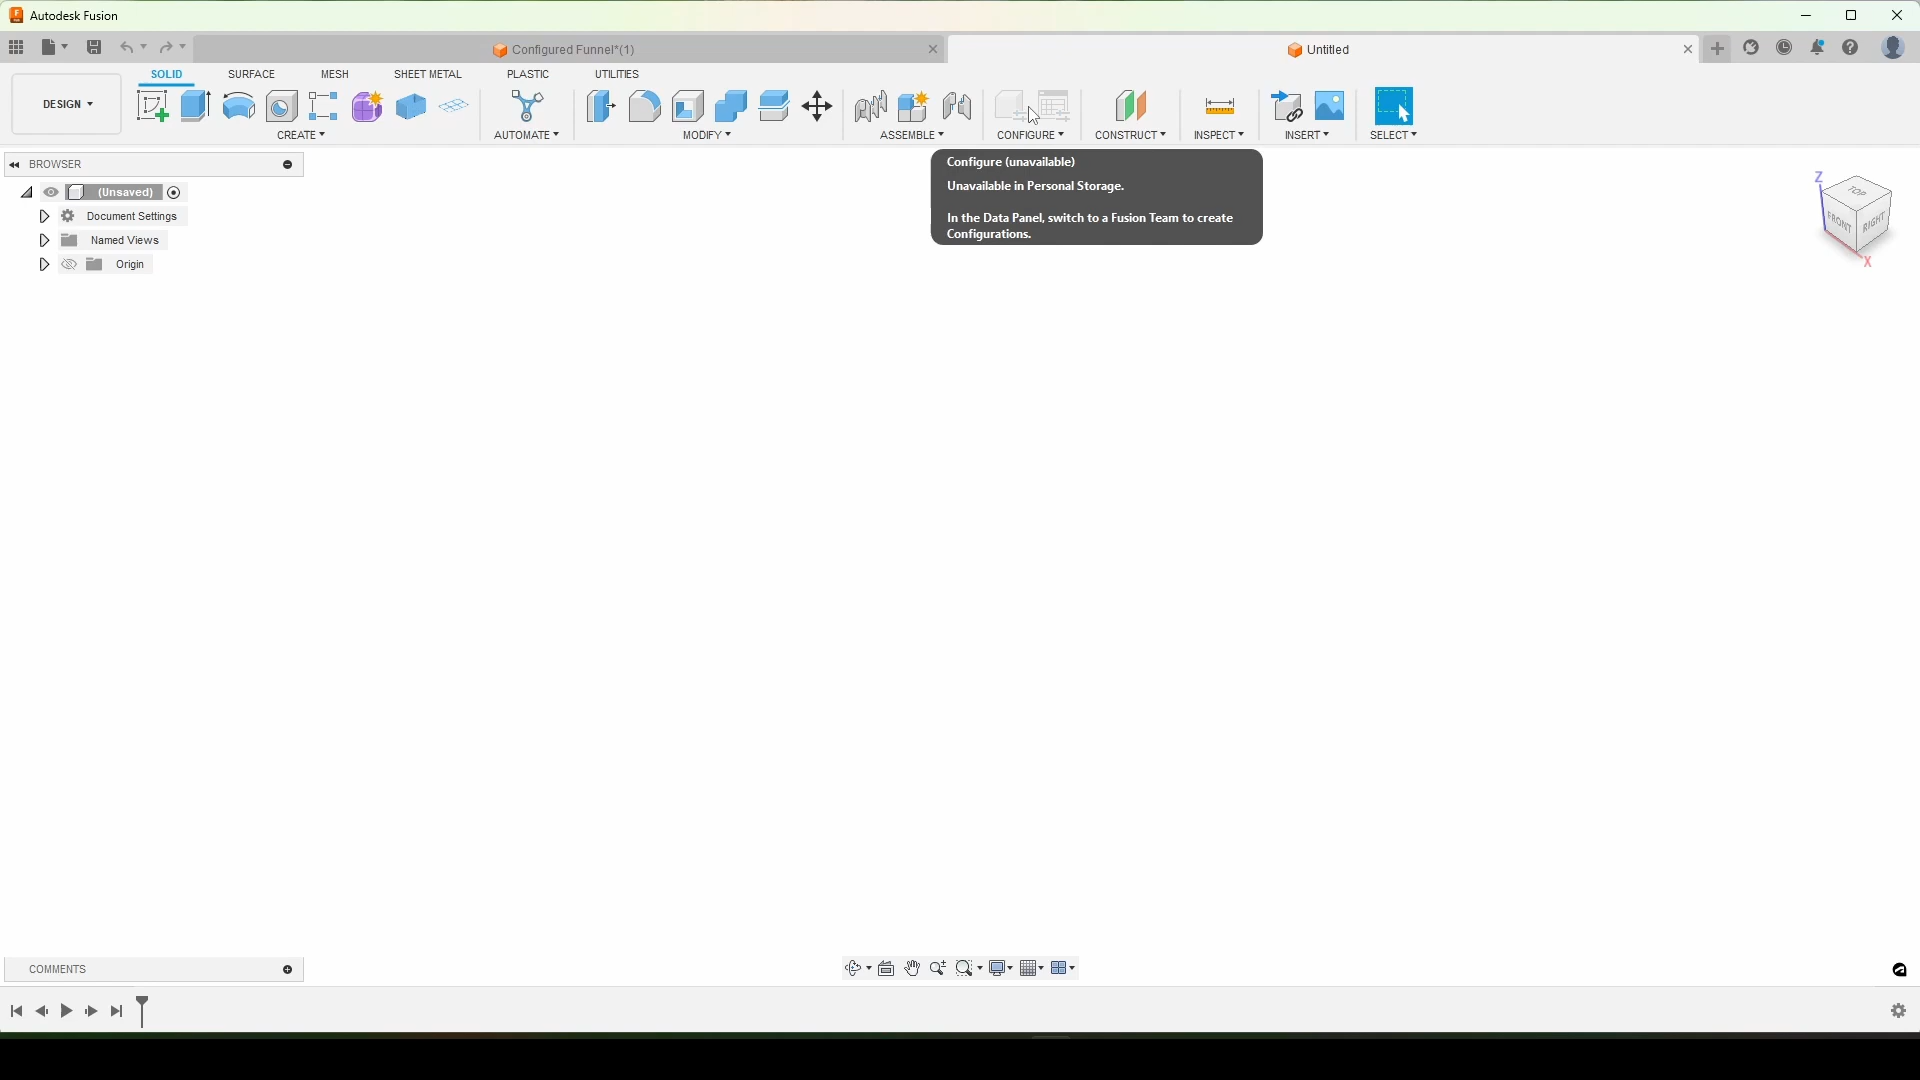 Autodesk Fusion
Configured Funnel*(1)
Untitled
SOLID SURFACE MESH SHEET METAL PLASTIC UTILITIES
DESIGN
CREATE AUTOMATE MODIFY ASSEMBLE CONFIGURE CONSTRUCT INSPECT INSERT SELECT
BROWSER
(Unsaved)
Document Settings
Named Views
Origin
Configure (unavailable)
Unavailable in Personal Storage.
In the Data Panel, switch to a Fusion Team to create
Configurations.
Z
TOP
FRONT RIGHT
X
COMMENTS